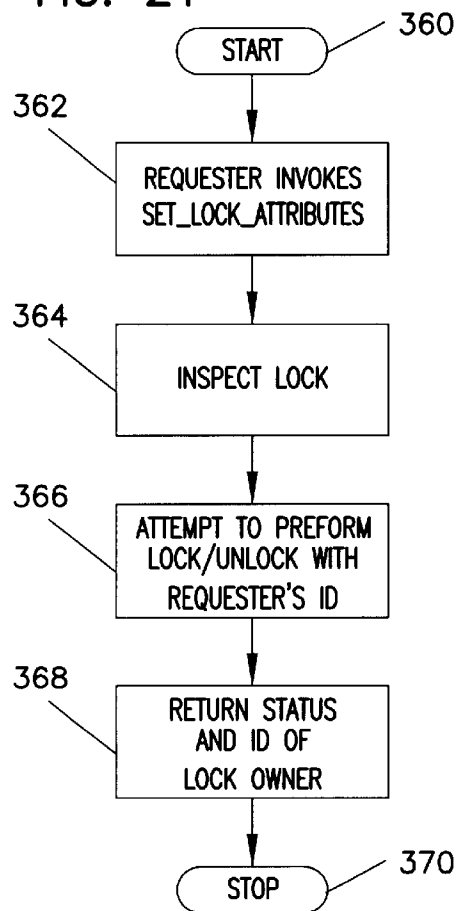 START
360
362
REQUESTER INVOKES
SET_LOCK_ATTRIBUTES
364
INSPECT LOCK
366
ATTEMPT TO PREFORM
LOCK/UNLOCK WITH
REQUESTER'S ID
368
RETURN STATUS
AND ID OF
LOCK OWNER
STOP
370